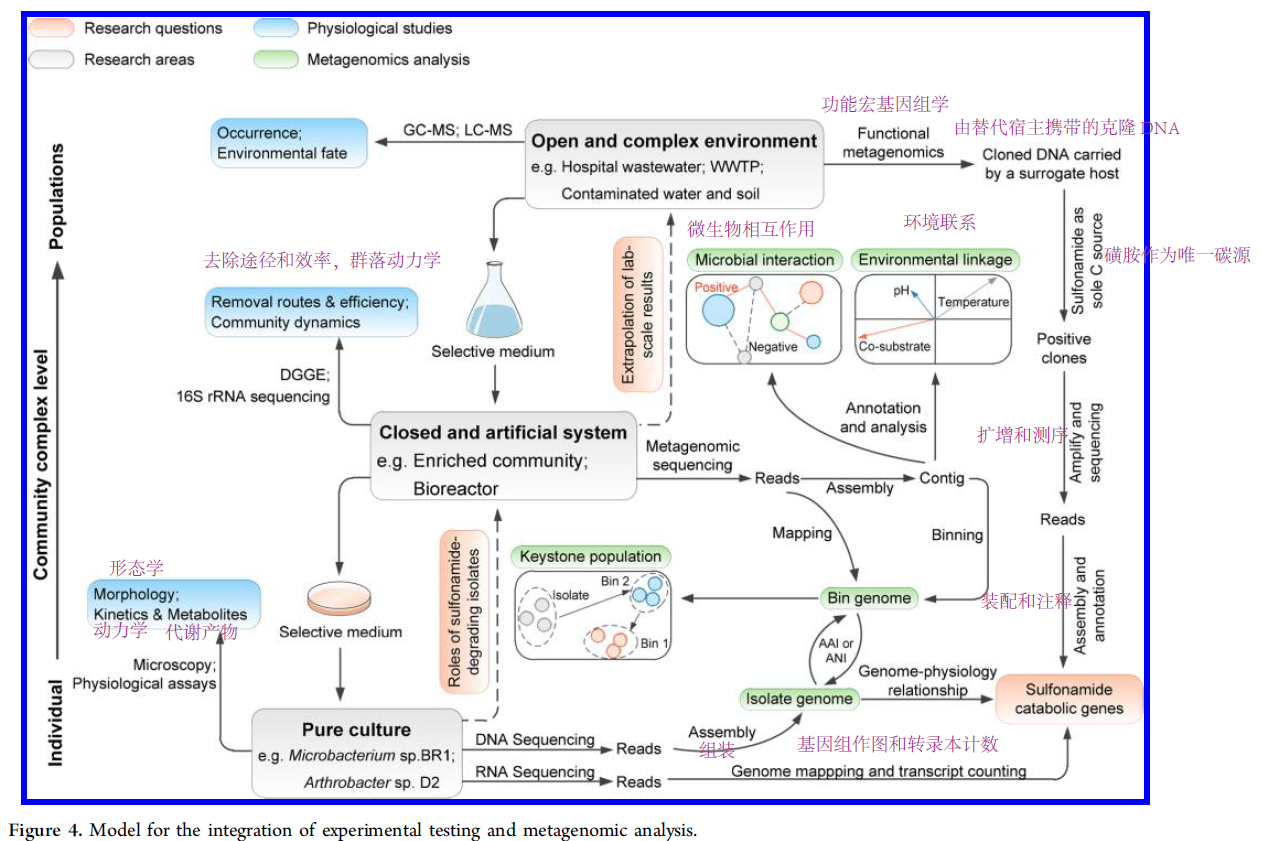 Research questions
Physiological studies
Research areas
Metagenomics analysis
功能宏基因组学
Occurrence;
Environmental fate
GC-MS; LC-MS
Open and complex environment
e.g. Hospital wastewater; WWTP;
Contaminated water and soil
Functional
metagenomics
由替代宿主携带的克隆 DNA
Cloned DNA carried
by a surrogate host
Populations
Community complex level
Individual
去除途径和效率，群落动力学
Removal routes & efficiency;
Community dynamics
Selective medium
Extrapolation of lab-
scale results
微生物相互作用
Microbial interaction
Positive
Negative
环境联系
Environmental linkage
pH
Temperature
Co-substrate
Sulfonamide as
sole C source
磺胺作为唯一碳源
Positive
clones
DGGE;
16S rRNA sequencing
Closed and artificial system
e.g. Enriched community;
Bioreactor
Metagenomic
sequencing
Reads
Assembly
Contig
Annotation
and analysis
扩增和测序
Amplify and
sequencing
Reads
Mapping
Binning
形态学
Morphology;
Kinetics & Metabolites
动力学
代谢产物
Microscopy;
Physiological assays
Selective medium
Roles of sulfonamide-
degrading isolates
Keystone population
Isolate
Bin 2
Bin 1
Bin genome
AAI or
ANI
Isolate genome
装配和注释
Assembly and
annotation
Genome-physiology
relationship
Sulfonamide
catabolic genes
Pure culture
e.g. Microbacterium sp.BR1;
Arthrobacter sp. D2
DNA Sequencing
Reads
Assembly
组装
基因组作图和转录本计数
RNA Sequencing
Reads
Genome mappping and transcript counting
Figure 4. Model for the integration of experimental testing and metagenomic analysis.